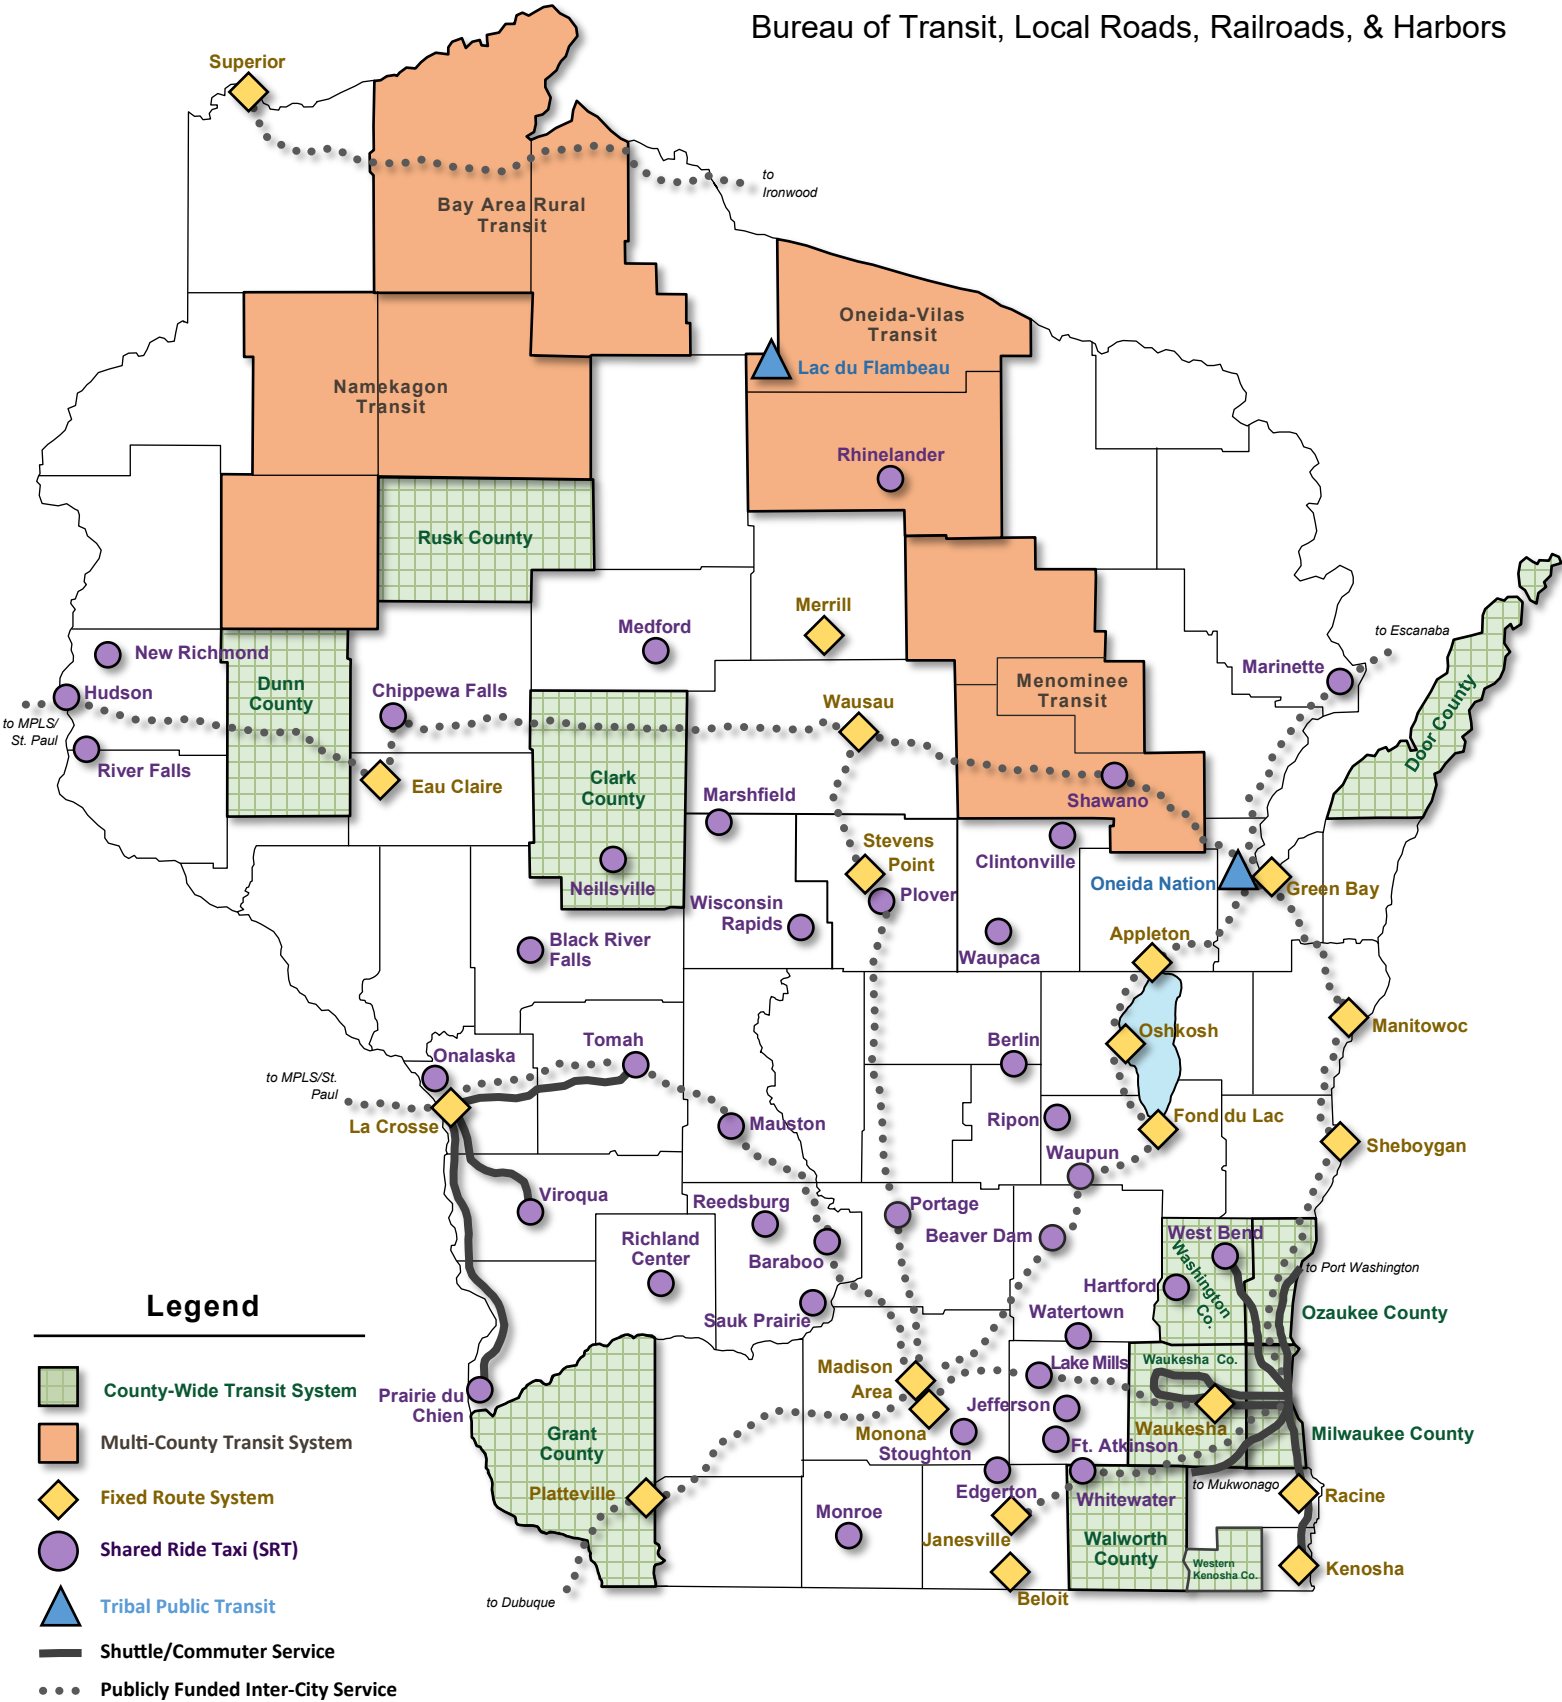 Bureau of Transit, Local Roads, Railroads, & Harbors
Superior
to
Ironwood
Bay Area Rural
Transit
Oneida-Vilas
Transit
Lac du Flambeau
Namekagon
Transit
Rhinelander
Rusk County
Merrill
Medford
to Escanaba
New Richmond
Marinette
Hudson
Dunn
County
Chippewa Falls
Menominee
Transit
Wausau
to MPLS/
St. Paul
River Falls
Eau Claire
Clark
County
Door County
Marshfield
Shawano
Stevens
Point
Clintonville
Neillsville
Plover
Oneida Nation
Green Bay
Wisconsin
Rapids
Black River
Falls
Appleton
Waupaca
Oshkosh
Manitowoc
Tomah
Berlin
Onalaska
to MPLS/St.
Paul
La Crosse
Mauston
Ripon
Fond du Lac
Sheboygan
Waupun
Viroqua
Reedsburg
Portage
Richland
Center
Baraboo
Beaver Dam
West Bend
Washington
Co.
to Port Washington
Hartford
Sauk Prairie
Watertown
Ozaukee County
Legend
County-Wide Transit System
Multi-County Transit System
Fixed Route System
Shared Ride Taxi (SRT)
Tribal Public Transit
Shuttle/Commuter Service
Publicly Funded Inter-City Service
Madison
Area
Lake Mills
Waukesha Co.
Prairie du
Chien
Jefferson
Monona
Waukesha
Milwaukee County
Grant
County
Stoughton
Ft. Atkinson
Platteville
Edgerton
Whitewater
to Mukwonago
Racine
Monroe
Janesville
Walworth
County
Western
Kenosha Co.
Kenosha
Beloit
to Dubuque